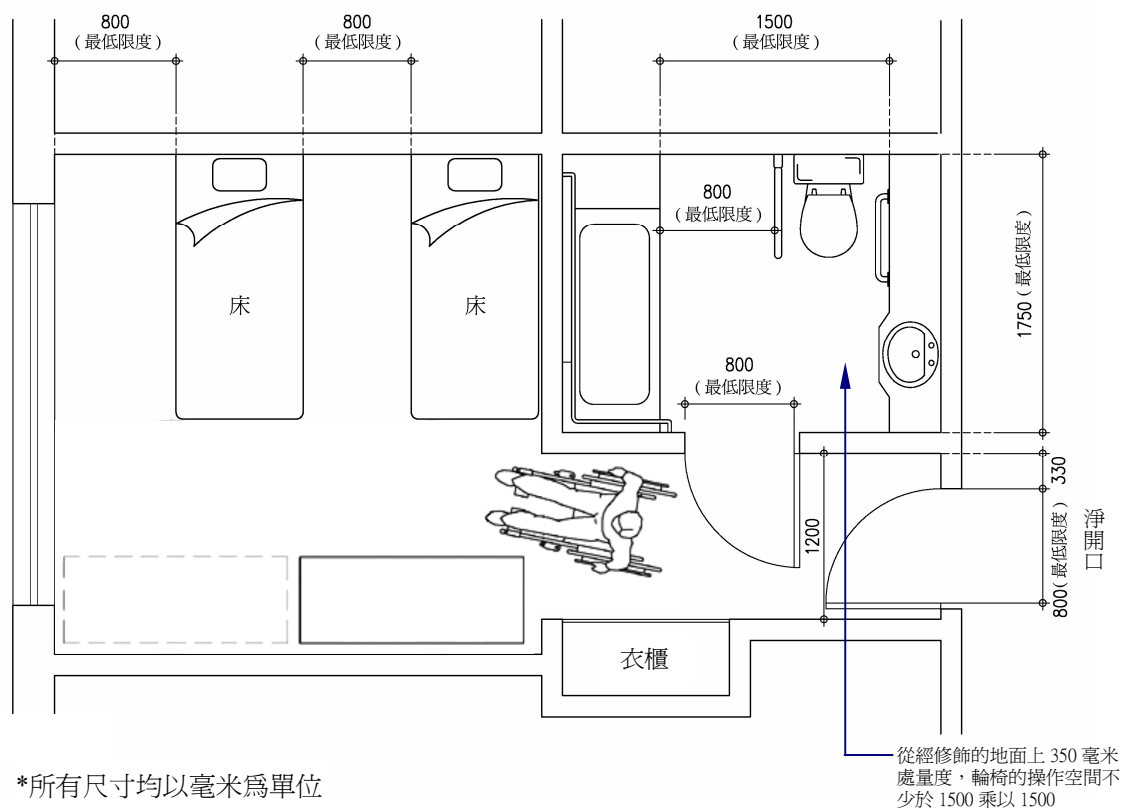 800
（最低限度）
800
（最低限度）
1500
（最低限度）
800
（最低限度）
床
床
1750（最低限度）
800
（最低限度）
330
1200
800（最低限度）
淨開口
衣櫃
從經修飾的地面上 350 毫米
處量度，輪椅的操作空間不
少於 1500 乘以 1500
*所有尺寸均以毫米爲單位